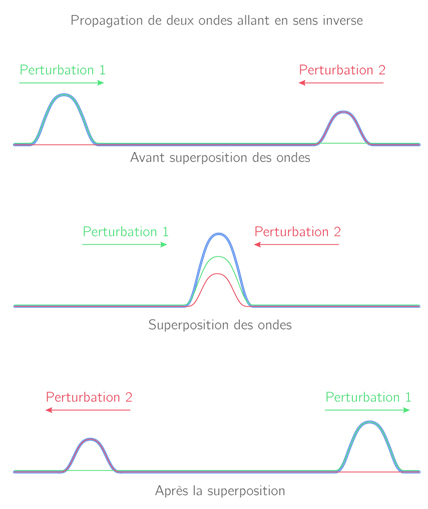 Propagation de deux ondes allant en sens inverse
Perturbation 1
Perturbation 2
Avant superposition des ondes
Perturbation 1
Perturbation 2
Superposition des ondes
Perturbation 2
Perturbation 1
Après la superposition